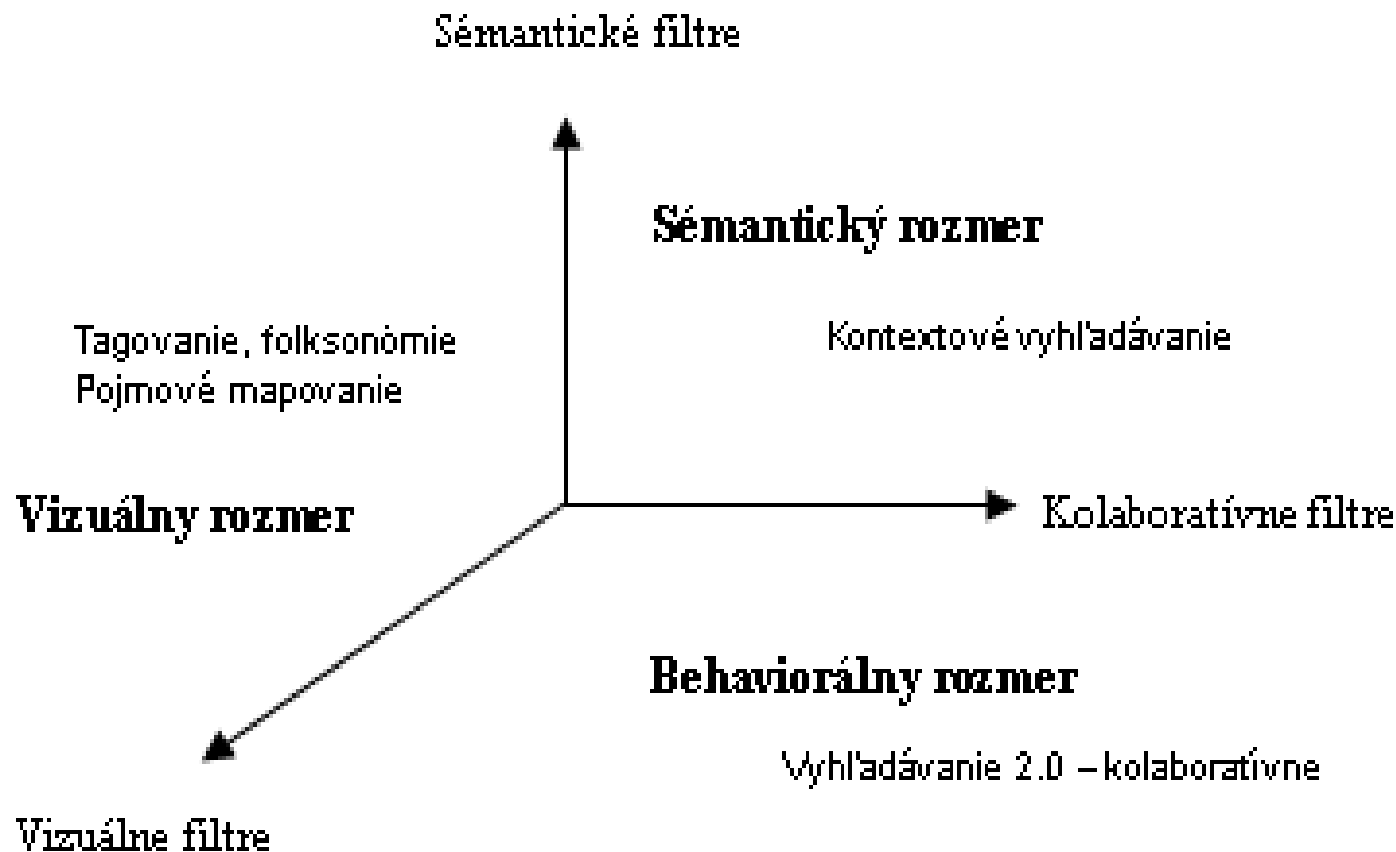 Sémantické filtre
Sémantický rozmer
Tagovanie, folksonómie
Pojmové mapovanie
Kontextové vyhľadávanie
Vizuálny rozmer
Kolaboratívne filtre
Behaviorálny rozmer
Vyhľadávanie 2.0 – kolaboratívne
Vizuálne filtre